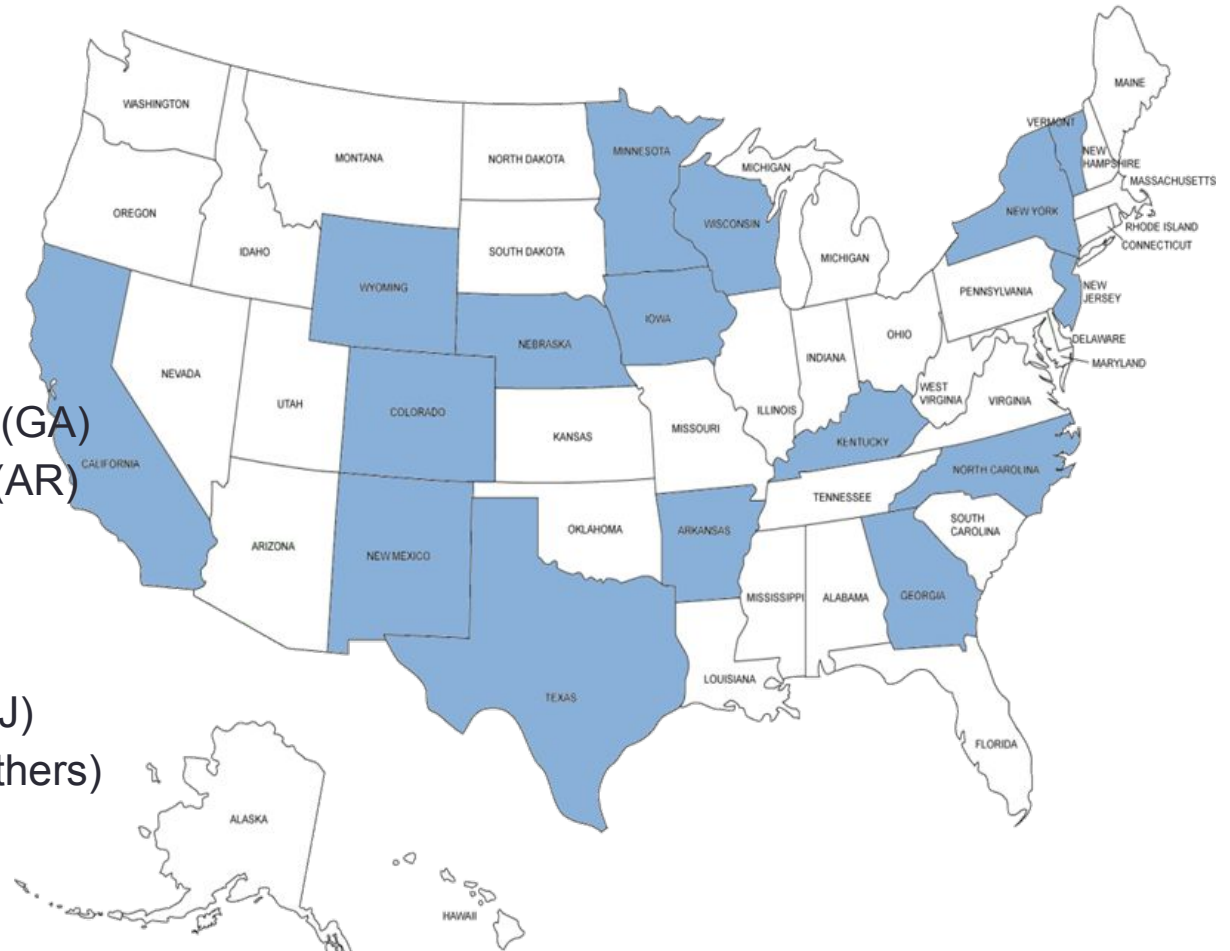 MAINE
WASHINGTON
VERMONT
MONTANA
NORTH DAKOTA
MINNESOTA
MICHIGAN
NEW
HAMPSHIRE
MASSACHUSETTS
OREGON
NEW YORK
WISCONSIN
RHODE ISLAND
CONNECTICUT
IDAHO
SOUTH DAKOTA
MICHIGAN
WYOMING
PENNSYLVANIA
NEW
JERSEY
IOWA
OHIO
DELAWARE
NEBRASKA
INDIANA
MARYLAND
NEVADA
WEST
VIRGINIA
VIRGINIA
UTAH
COLORADO
ILLINOIS
(GA)
KANSAS
MISSOURI
KENTUCKY
CALIFORNIA
NORTH CAROLINA
(AR)
TENNESSEE
SOUTH
CAROLINA
OKLAHOMA
ARKANSAS
ARIZONA
NEW MEXICO
MISSISSIPPI
ALABAMA
GEORGIA
LOUISIANA
TEXAS
J)
FLORIDA
thers)
ALASKA
HAWAII